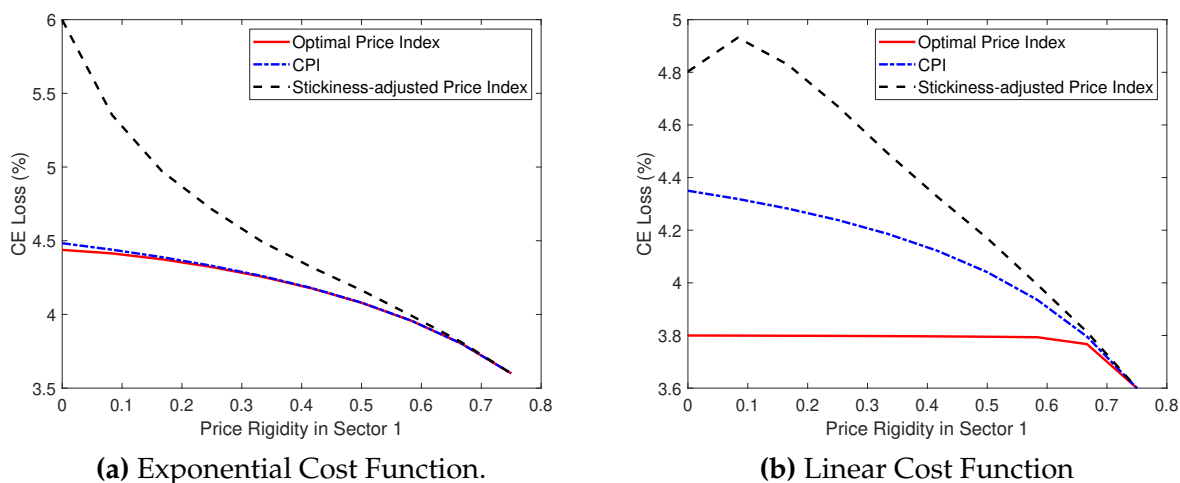 6
5.5
5
4.5
4
3.5
CE Loss (%)
Optimal Price Index
CPI
Stickiness-adjusted Price Index
0 0.1 0.2 0.3 0.4 0.5 0.6 0.7 0.8
Price Rigidity in Sector 1
(a) Exponential Cost Function.
5
4.8
4.6
4.4
4.2
4
3.8
3.6
CE Loss (%)
Optimal Price Index
CPI
Stickiness-adjusted Price Index
0 0.1 0.2 0.3 0.4 0.5 0.6 0.7 0.8
Price Rigidity in Sector 1
(b) Linear Cost Function